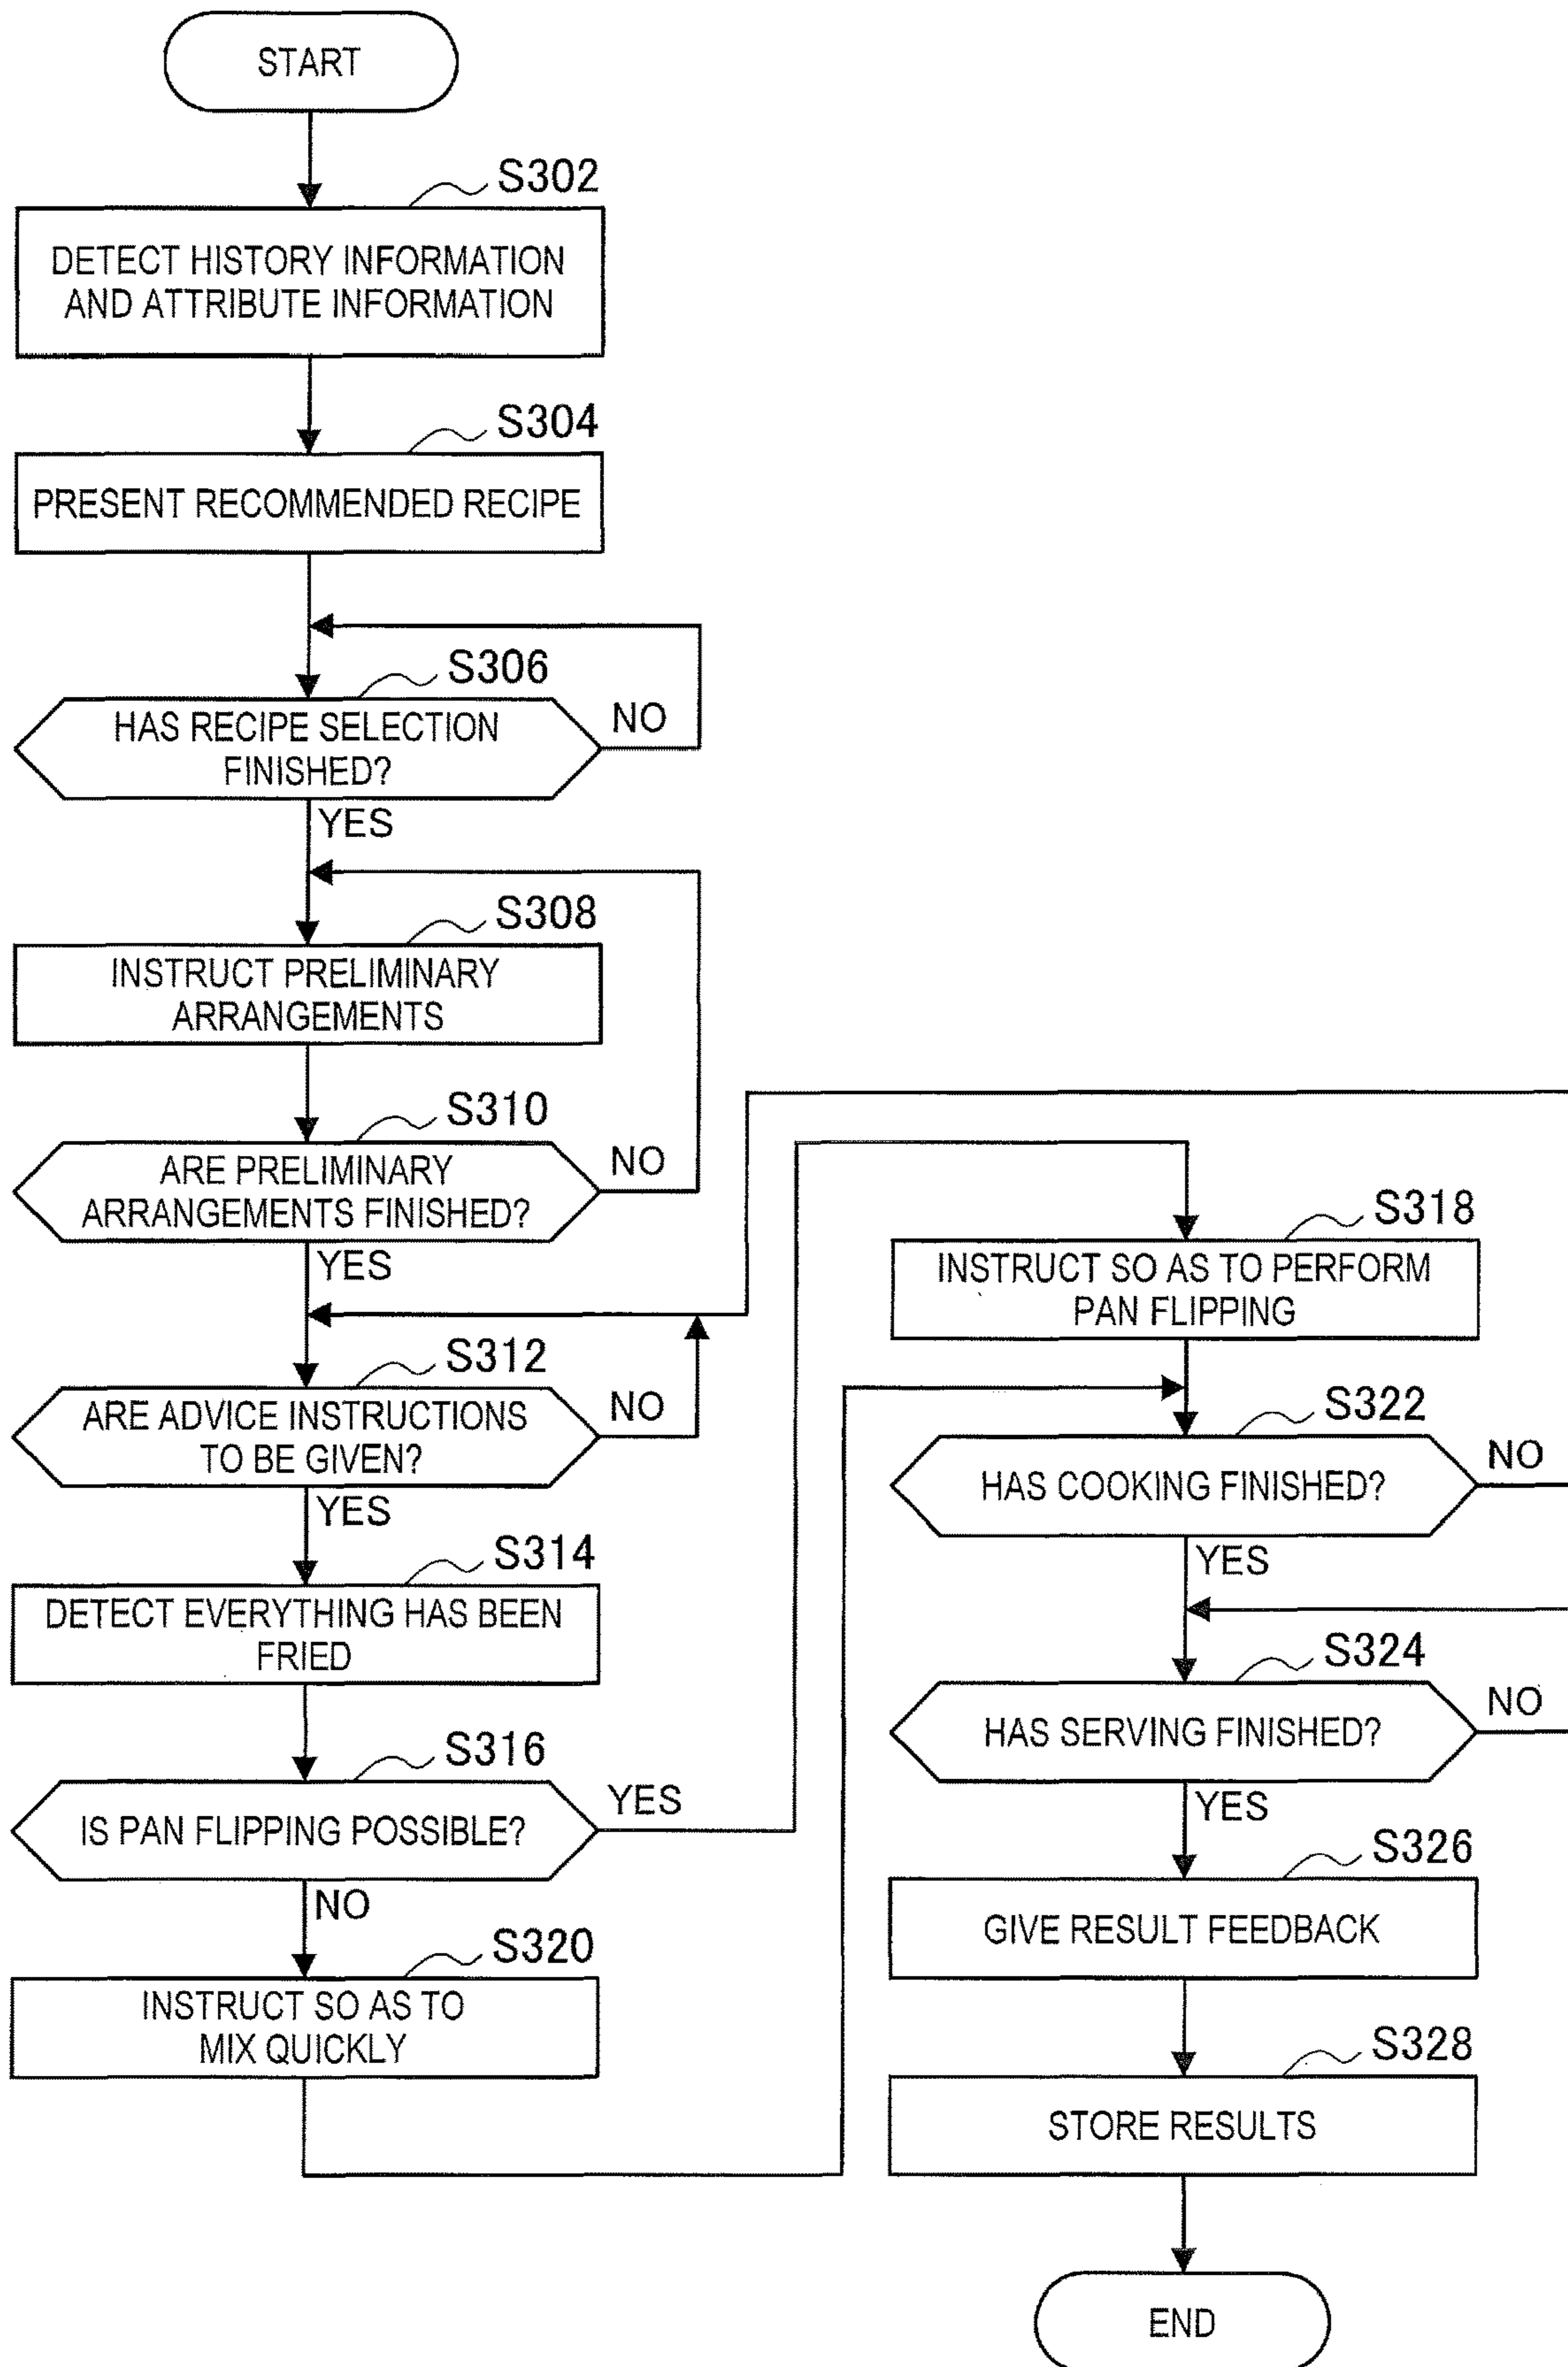 START
S302
DETECT HISTORY INFORMATION
AND ATTRIBUTE INFORMATION
S304
PRESENT RECOMMENDED RECIPE
S306
HAS RECIPE SELECTION
FINISHED?
NO
YES
S308
INSTRUCT PRELIMINARY
ARRANGEMENTS
S310
ARE PRELIMINARY
ARRANGEMENTS FINISHED?
NO
YES
S312
ARE ADVICE INSTRUCTIONS
TO BE GIVEN?
NO
YES
S314
DETECT EVERYTHING HAS BEEN
FRIED
S316
IS PAN FLIPPING POSSIBLE?
YES
NO
S320
INSTRUCT SO AS TO
MIX QUICKLY
S318
INSTRUCT SO AS TO PERFORM
PAN FLIPPING
S322
HAS COOKING FINISHED?
NO
YES
S324
HAS SERVING FINISHED?
NO
YES
S326
GIVE RESULT FEEDBACK
S328
STORE RESULTS
END